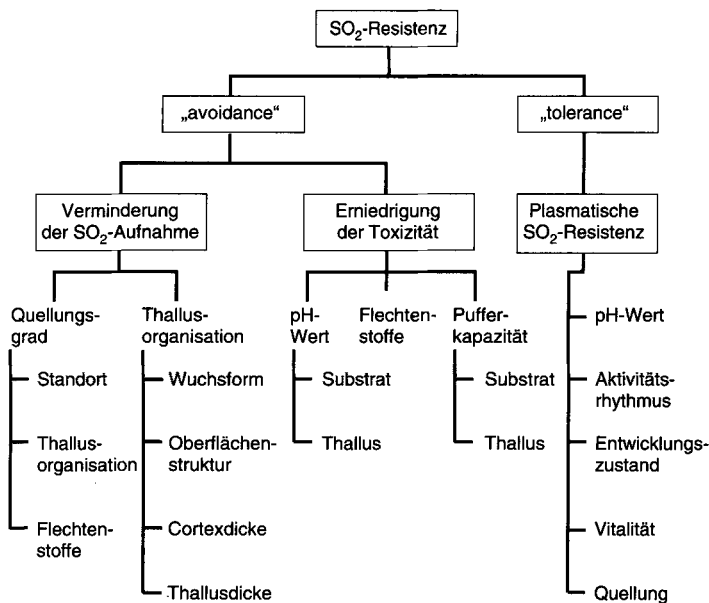 SO₂-Resistenz
„avoidance“
„tolerance“
Verminderung
der SO₂-Aufnahme
Erniedrigung
der Toxizität
Plasmatische
SO₂-Resistenz
Quellungs-
grad
Standort
Thallus-
organisation
Flechten-
stoffe
Thallus-
organisation
Wuchsform
Oberflächen-
struktur
Cortexdicke
Thallusdicke
pH-
Wert
Substrat
Thallus
Flechten-
stoffe
Puffer-
kapazität
Substrat
Thallus
pH-Wert
Aktivitäts-
rhythmus
Entwicklungs-
zustand
Vitalität
Quellung